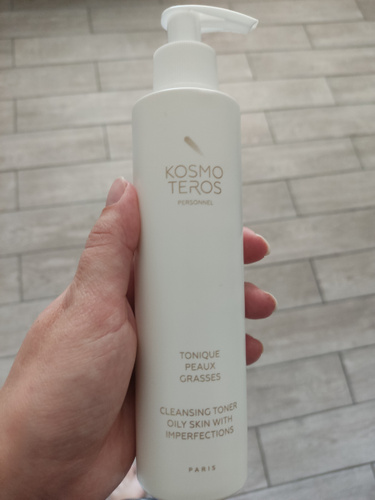 KOSMO
TEROS
PERSONNEL
TONIQUE
PEAUX
GRASSES
CLEANSING TONER
OILY SKIN WITH
IMPERFECTIONS
PARIS